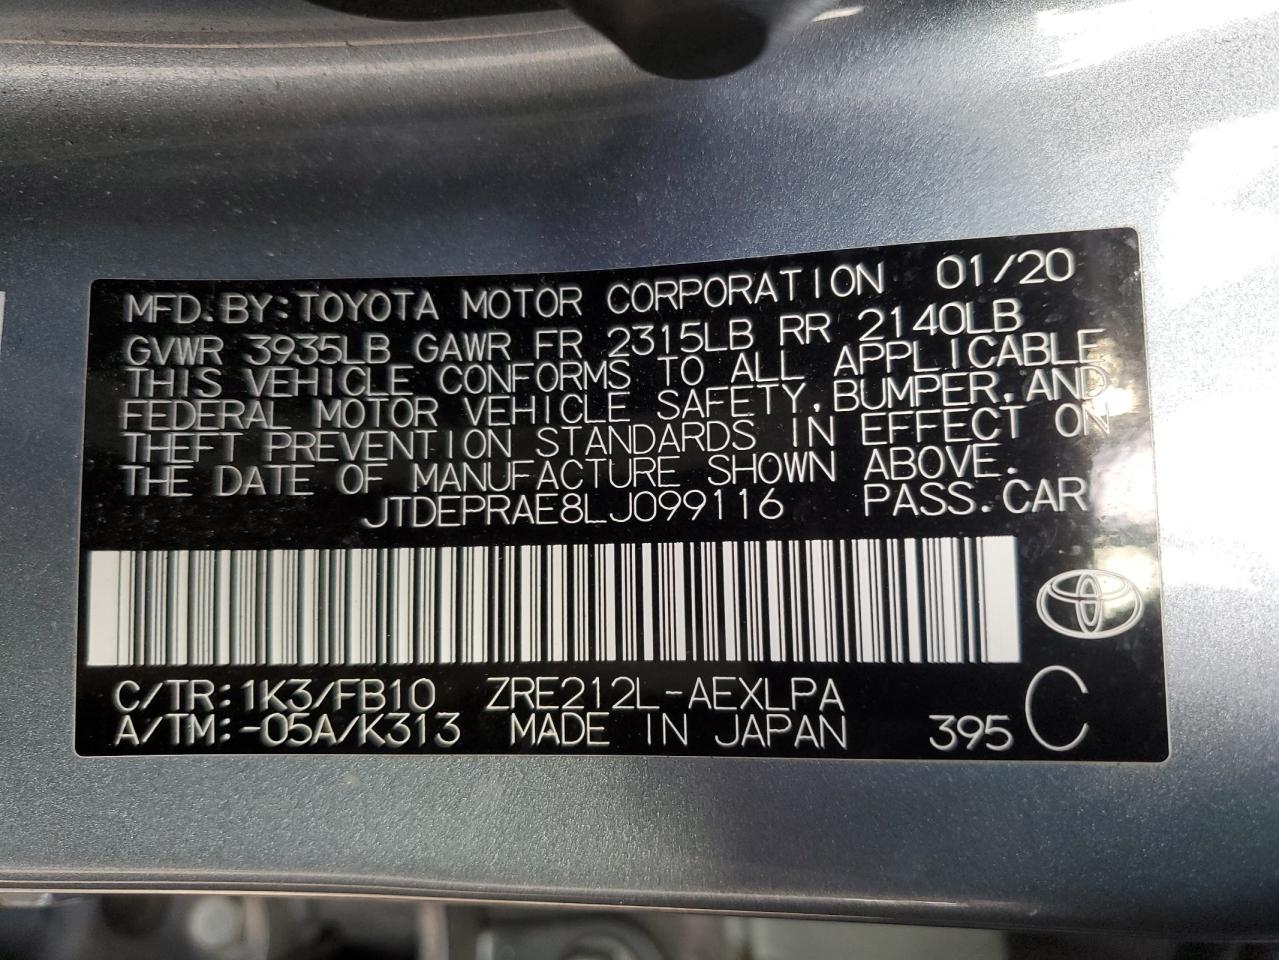 MFD.BY:TOYOTA MOTOR CORPORATION 01/20
GVWR 3935LB GAWR FR 2315LB RR 2140LB
THIS VEHICLE CONFORMS TO ALL APPLICABLE
FEDERAL MOTOR VEHICLE SAFETY,BUMPER,AND
THEFT PREVENTION STANDARDS IN EFFECT ON
THE DATE OF MANUFACTURE SHOWN ABOVE.
JTDEPRAE8LJ099116 PASS.CAR
C/TR:1K3/FB10 ZRE212L-AEXLPA
A/TM:-05A/K313 MADE IN JAPAN 395 C